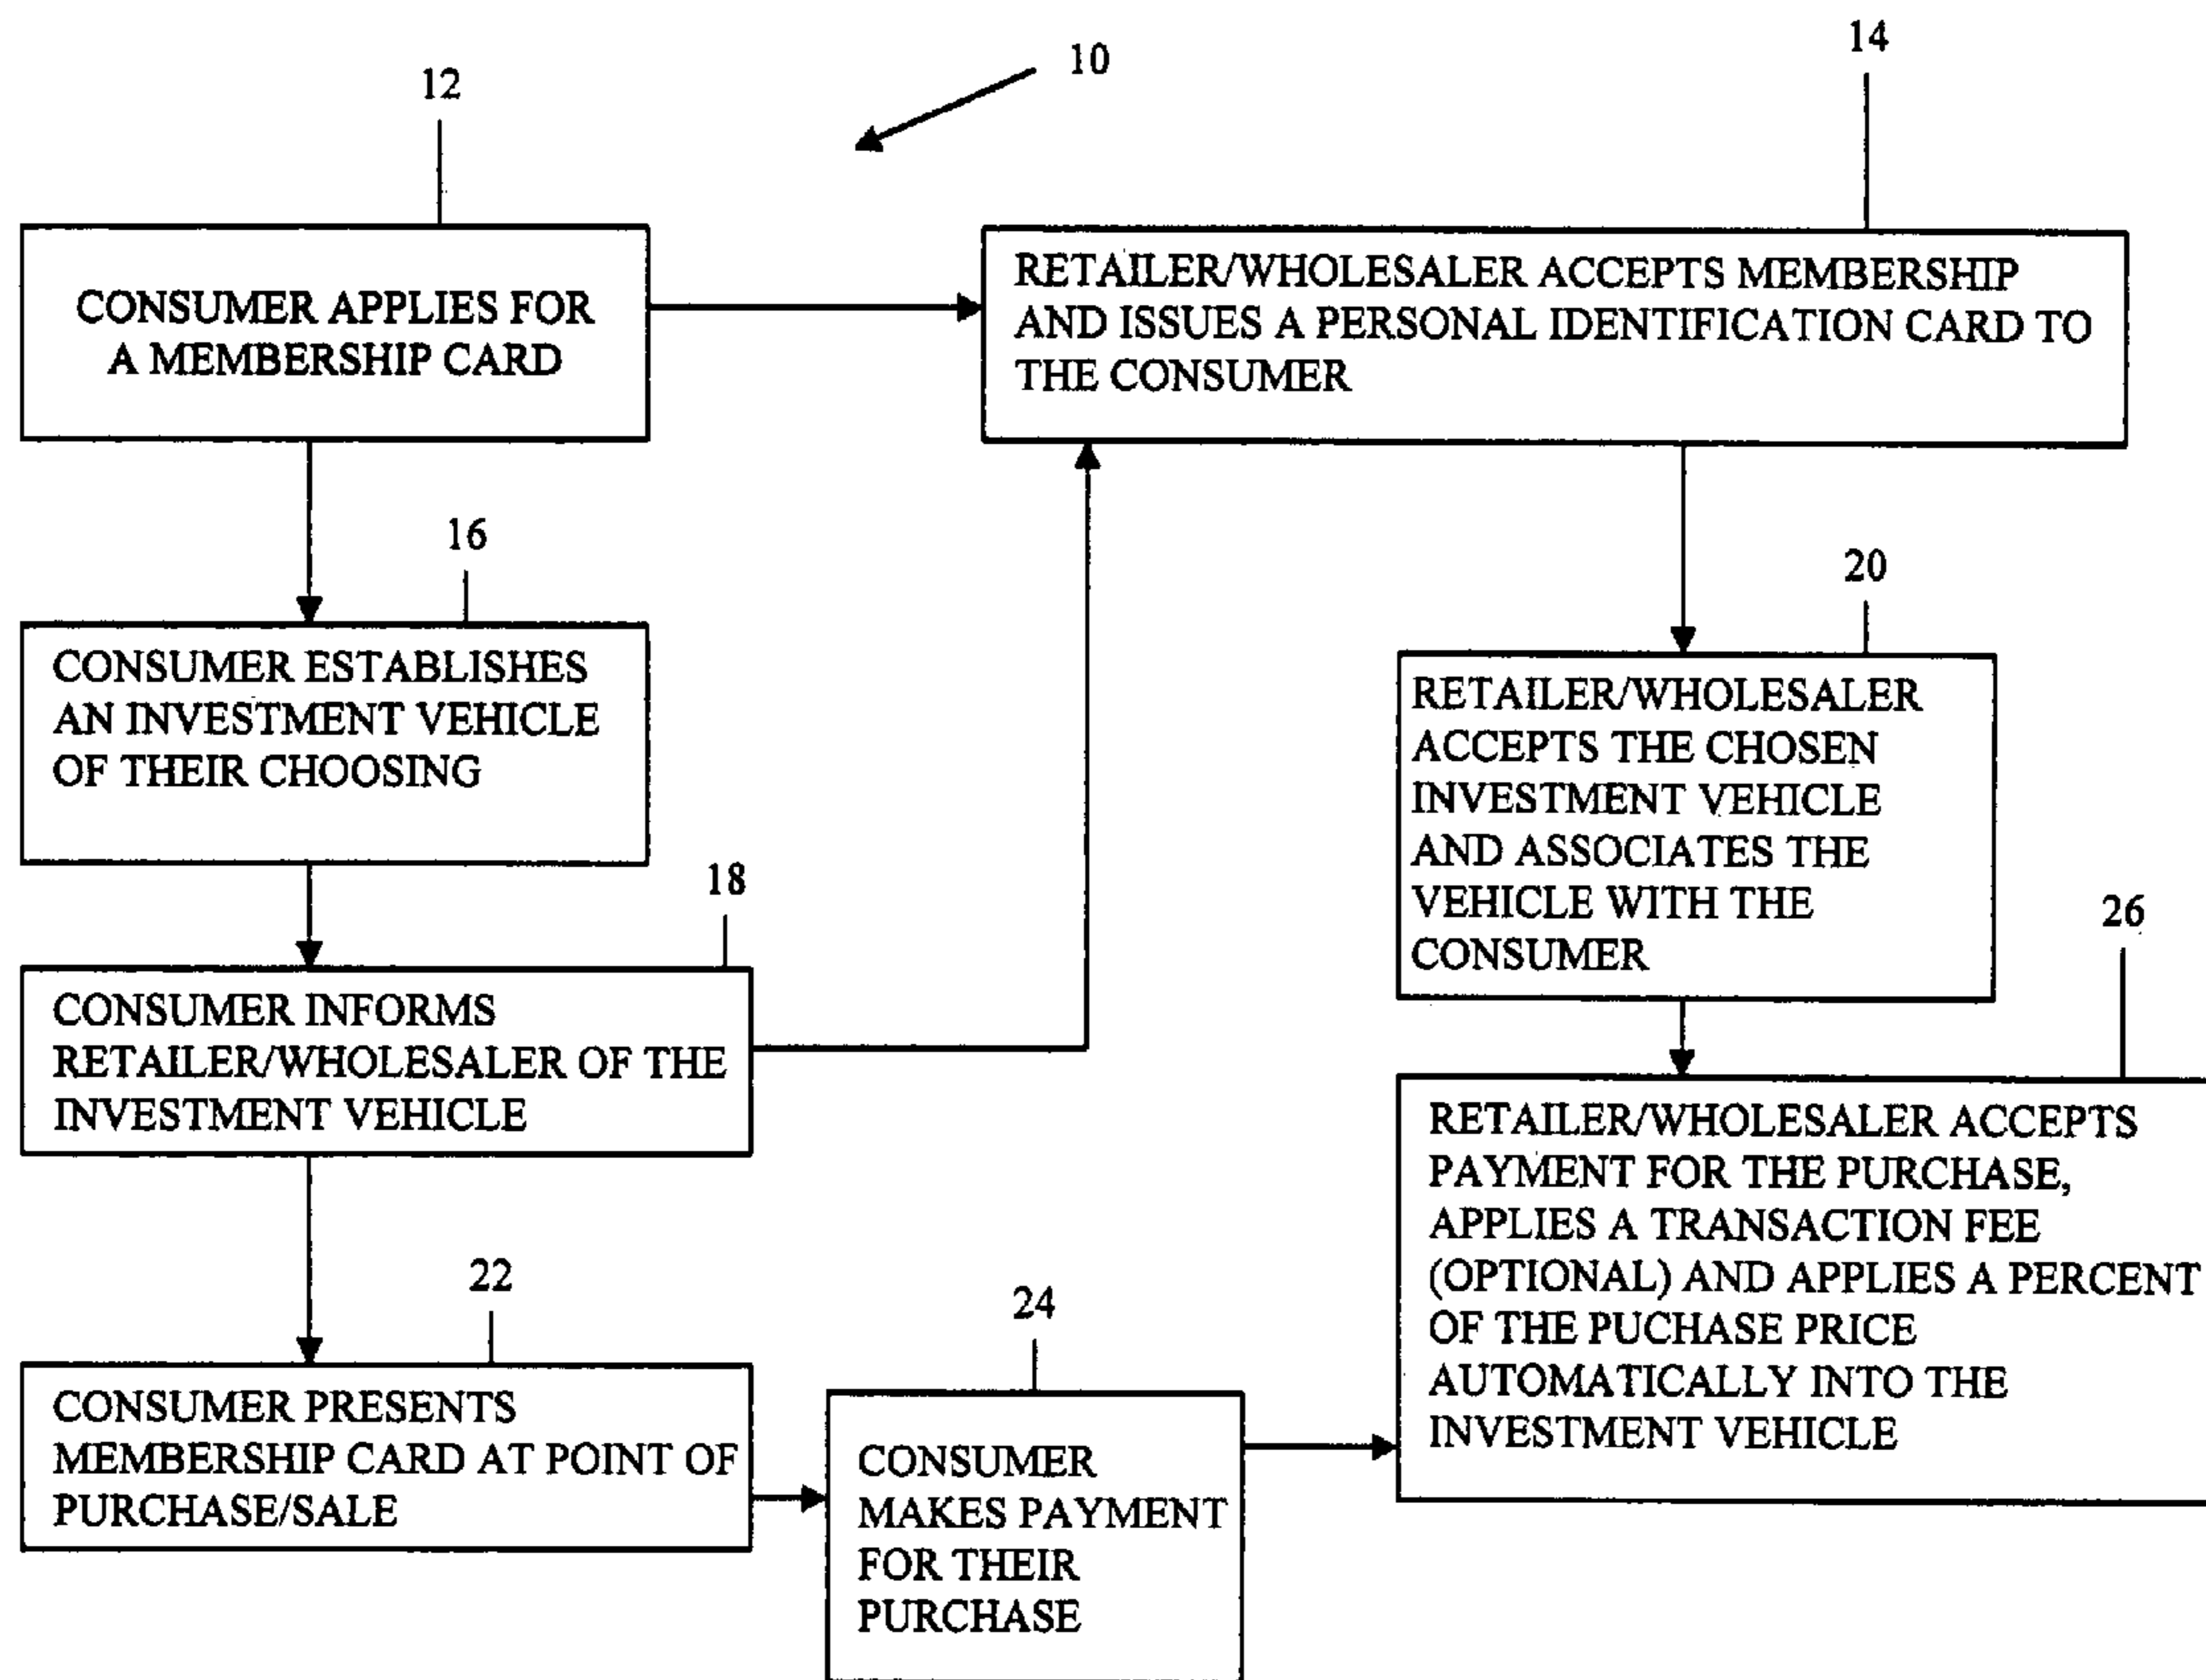 10
12
14
CONSUMER APPLIES FOR
A MEMBERSHIP CARD
RETAILER/WHOLESALER ACCEPTS MEMBERSHIP
AND ISSUES A PERSONAL IDENTIFICATION CARD TO
THE CONSUMER
16
CONSUMER ESTABLISHES
AN INVESTMENT VEHICLE
OF THEIR CHOOSING
20
RETAILER/WHOLESALER
ACCEPTS THE CHOSEN
INVESTMENT VEHICLE
AND ASSOCIATES THE
VEHICLE WITH THE
CONSUMER
18
CONSUMER INFORMS
RETAILER/WHOLESALER OF THE
INVESTMENT VEHICLE
26
RETAILER/WHOLESALER ACCEPTS
PAYMENT FOR THE PURCHASE,
APPLIES A TRANSACTION FEE
(OPTIONAL) AND APPLIES A PERCENT
OF THE PUCHASE PRICE
AUTOMATICALLY INTO THE
INVESTMENT VEHICLE
22
CONSUMER PRESENTS
MEMBERSHIP CARD AT POINT OF
PURCHASE/SALE
24
CONSUMER
MAKES PAYMENT
FOR THEIR
PURCHASE